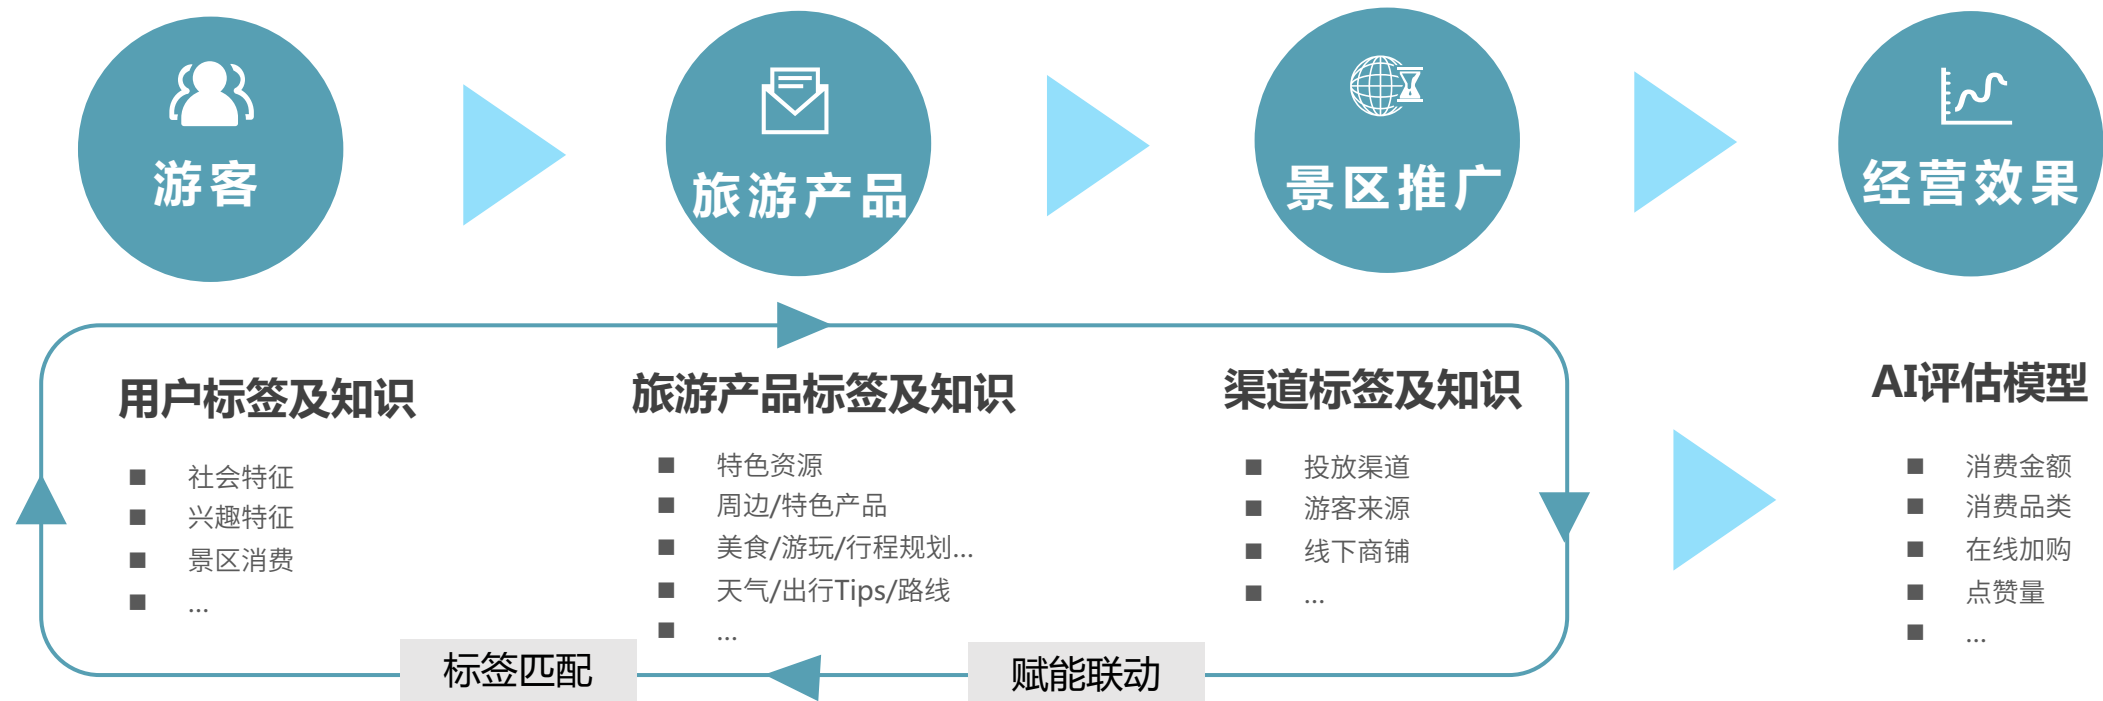 游客
旅游产品
景区推广
经营效果
用户标签及知识
社会特征
兴趣特征
景区消费
...
旅游产品标签及知识
特色资源
周边/特色产品
美食/游玩/行程规划...
天气/出行Tips/路线
...
渠道标签及知识
投放渠道
游客来源
线下商铺
...
AI评估模型
消费金额
消费品类
在线加购
点赞量
...
标签匹配
赋能联动